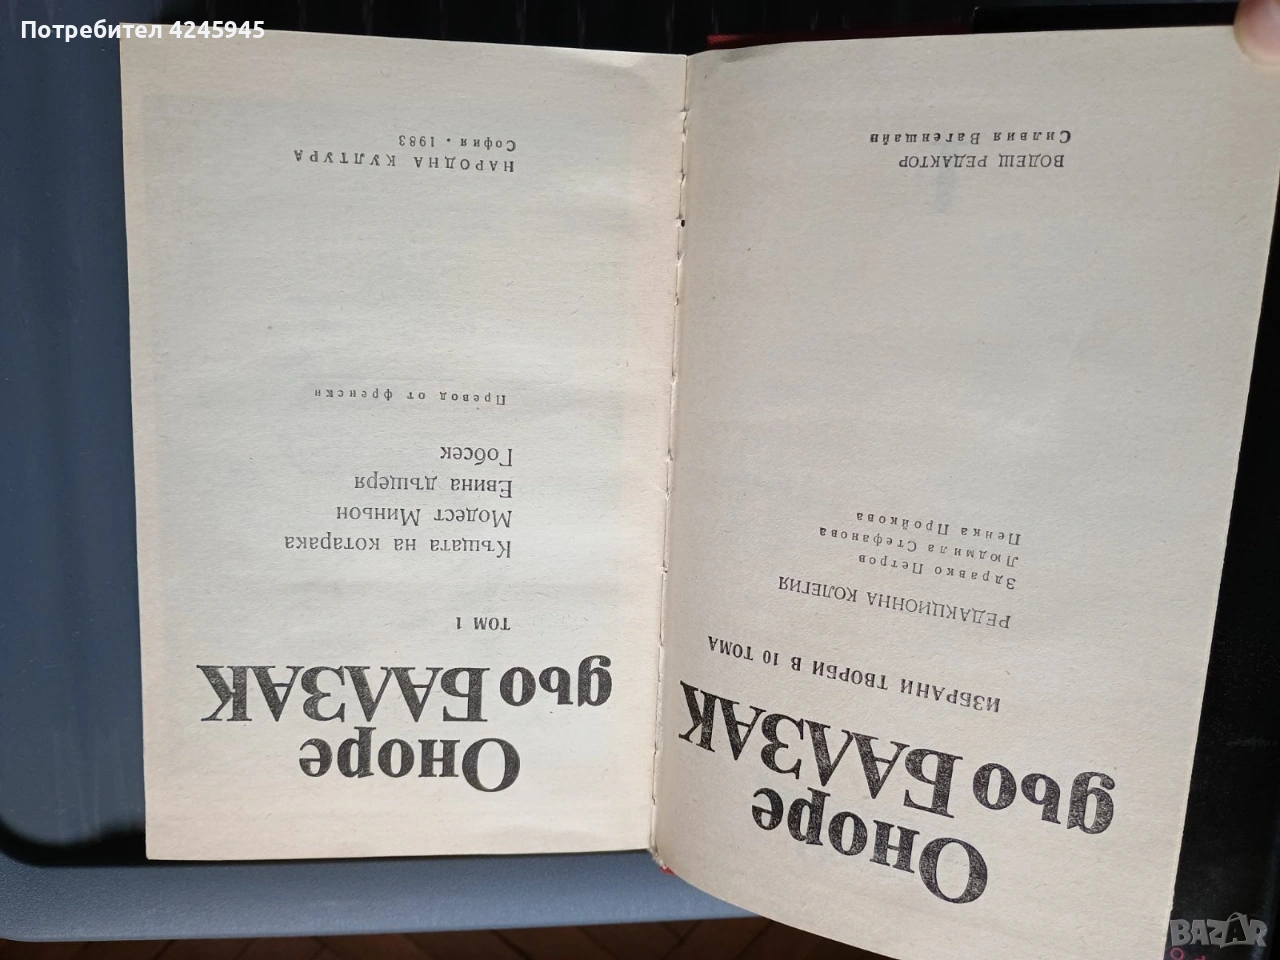 Потребител 4245945
Оноре
дьо БАЛЗАК
ИЗБРАНИ ТВОРБИ В 10 ТОМА
РЕДАКЦИОННА КОЛЕГИЯ
Здравко Петров
Людмила Стефанова
Пенка Пройкова
ВОДЕЩ РЕДАКТОР
Силвия Вагенщайн
Оноре
дьо БАЛЗАК
ТОМ 1
Къщата на котарака
Модест Миньон
Евина дъщеря
Гобсек
Превод от френски
НАРОДНА КУЛТУРА
София • 1983
BAZAR